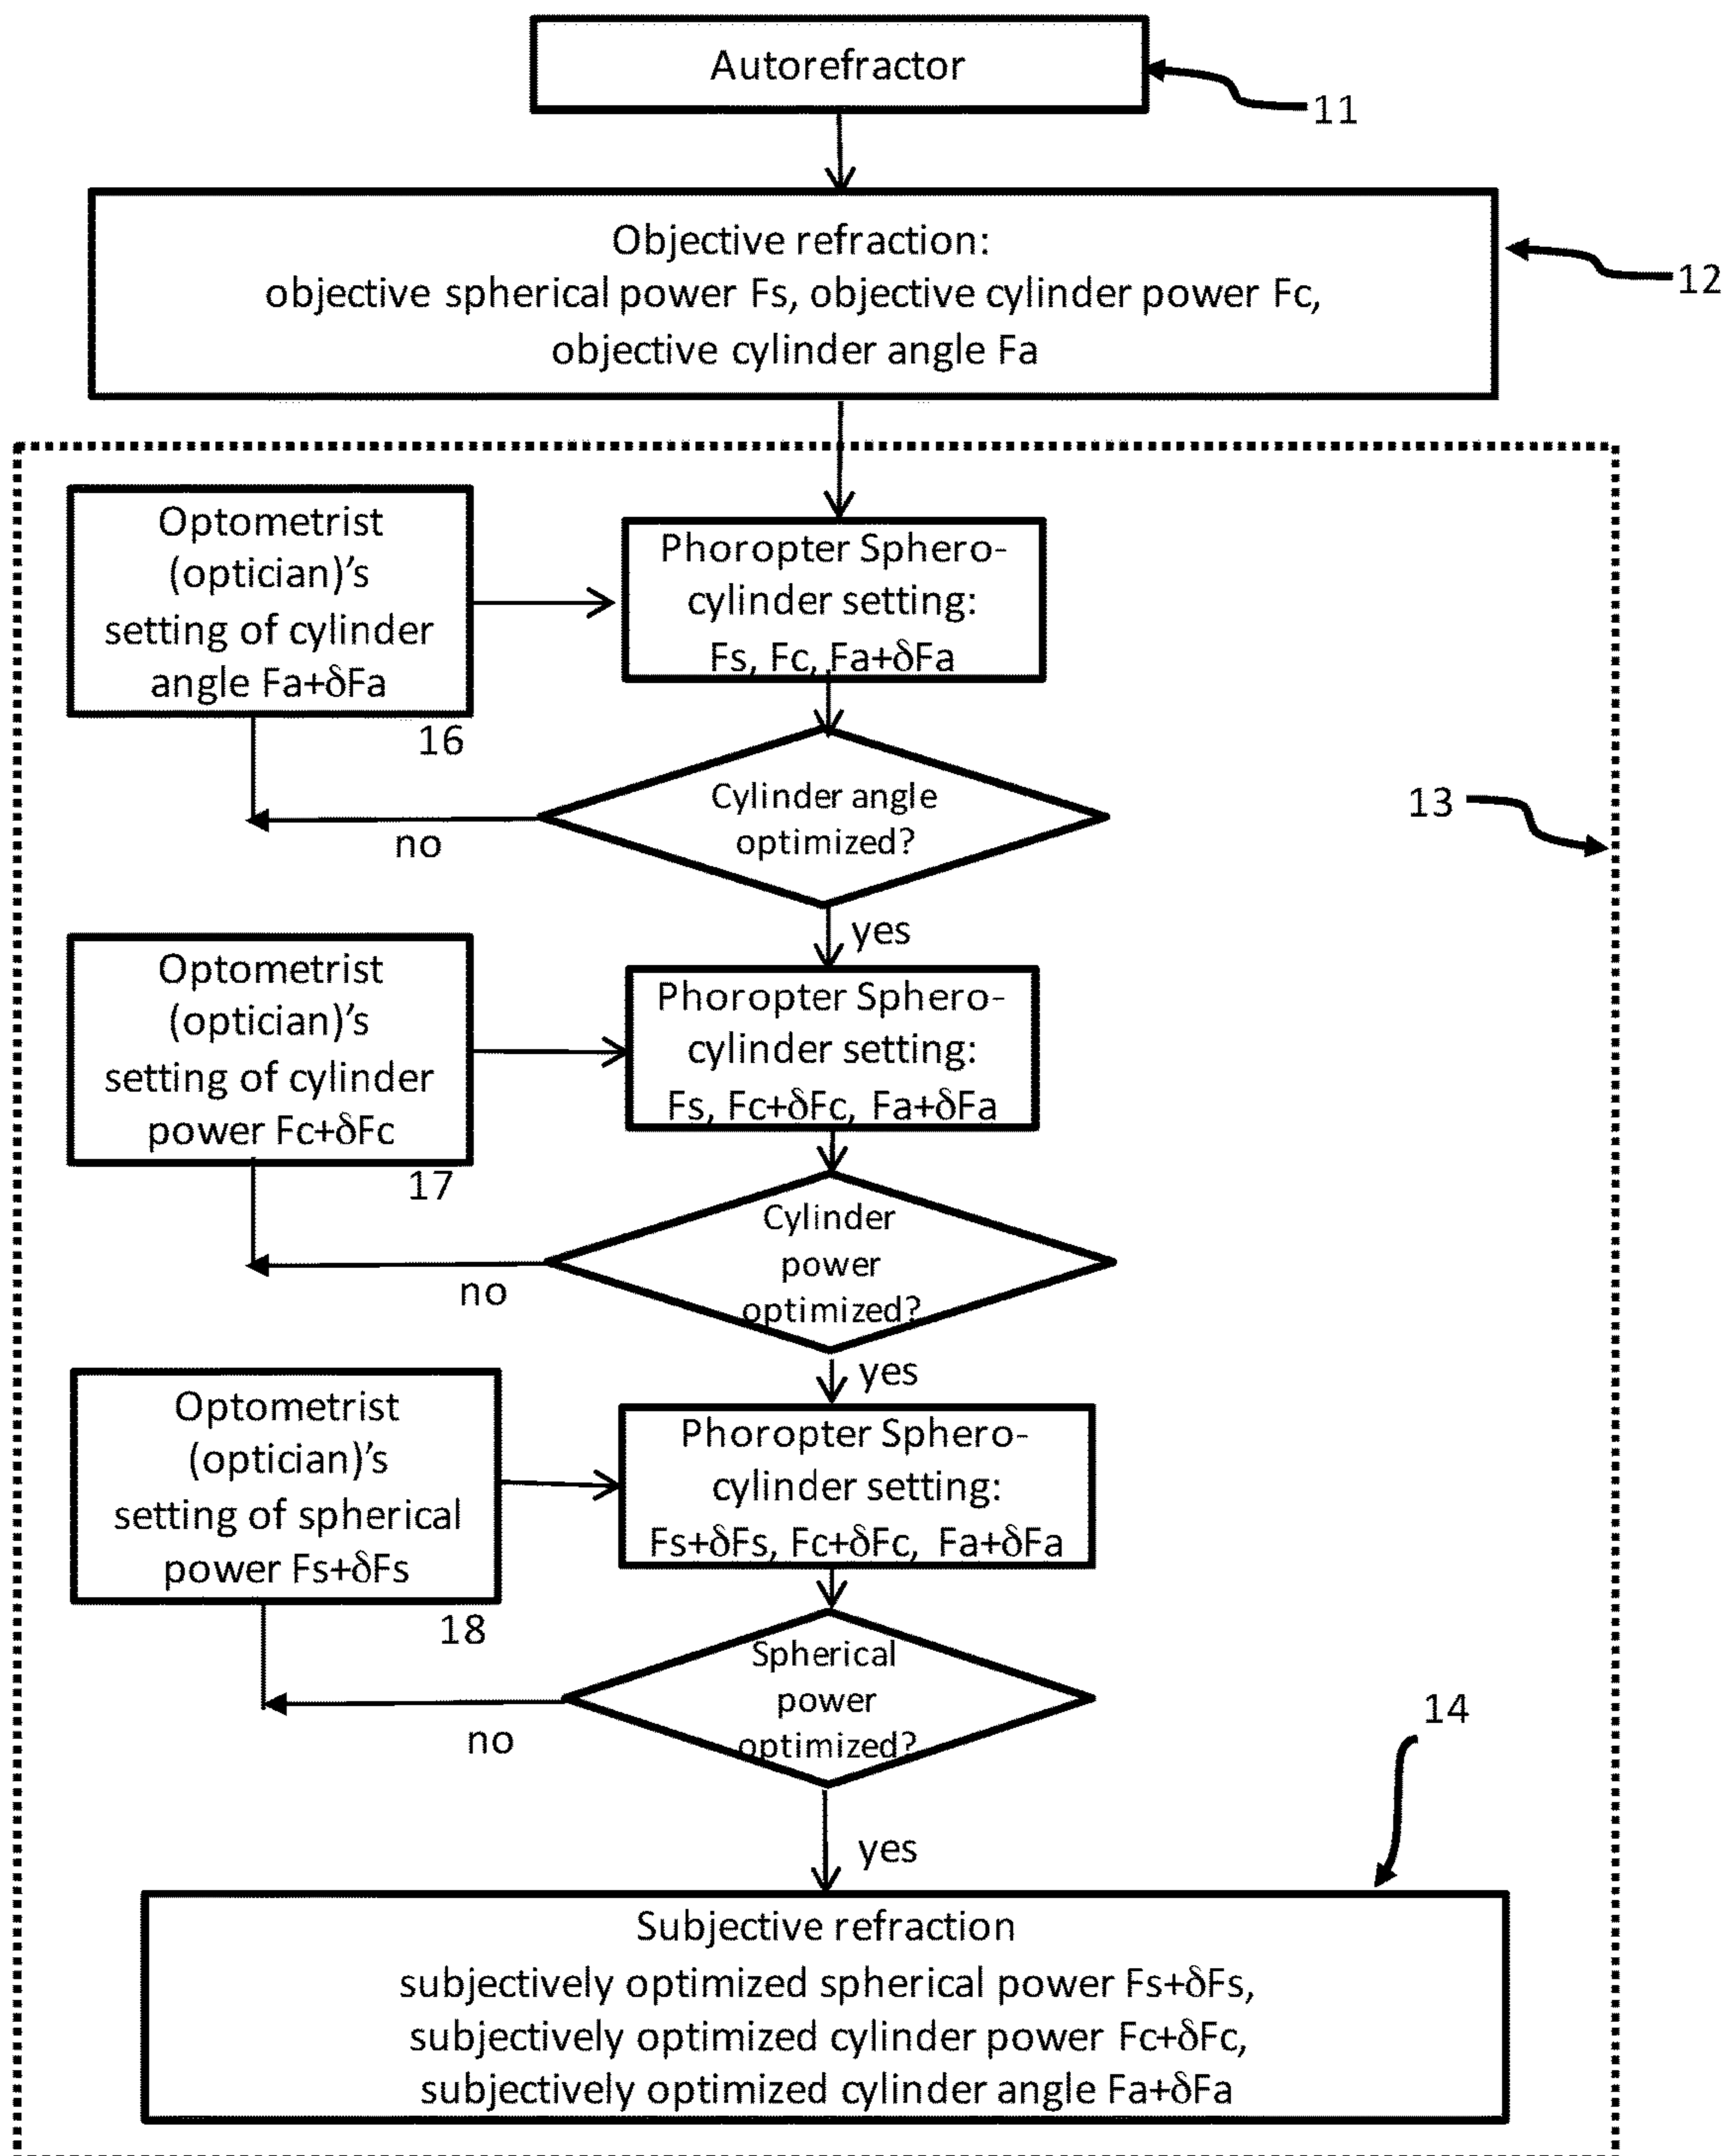 Autorefractor
11
Objective refraction:
objective spherical power Fs, objective cylinder power Fc,
objective cylinder angle Fa
12
Optometrist
(optician)'s
setting of cylinder
angle Fa+δFa
16
Phoropter Sphero-
cylinder setting:
Fs, Fc, Fa+δFa
Cylinder angle
optimized?
no
13
yes
Optometrist
(optician)'s
setting of cylinder
power Fc+δFc
17
Phoropter Sphero-
cylinder setting:
Fs, Fc+δFc, Fa+δFa
Cylinder
power
optimized?
no
yes
Optometrist
(optician)'s
setting of spherical
power Fs+δFs
18
Phoropter Sphero-
cylinder setting:
Fs+δFs, Fc+δFc, Fa+δFa
Spherical
power
optimized?
no
14
yes
Subjective refraction
subjectively optimized spherical power Fs+δFs,
subjectively optimized cylinder power Fc+δFc,
subjectively optimized cylinder angle Fa+δFa